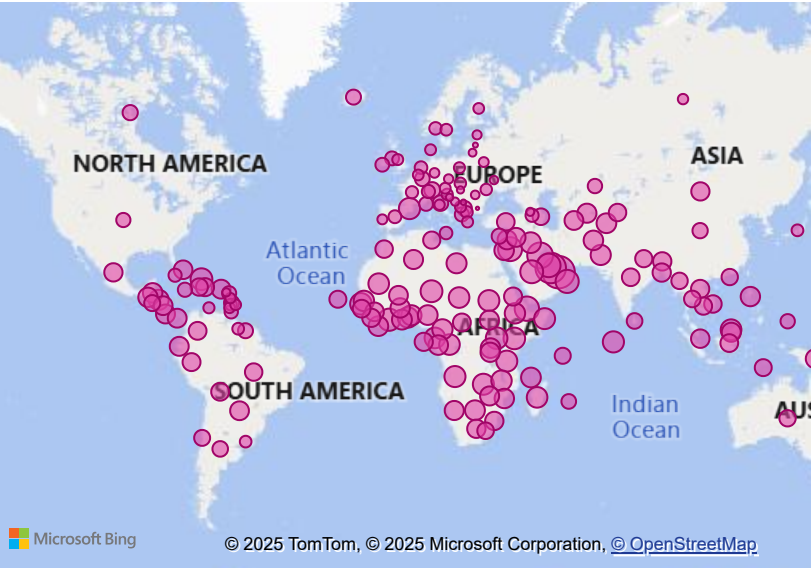 NORTH AMERICA
EUROPE
ASIA
Atlantic
Ocean
AFRICA
SOUTH AMERICA
Indian
Ocean
AUS
Microsoft Bing
© 2025 TomTom, © 2025 Microsoft Corporation, © OpenStreetMap